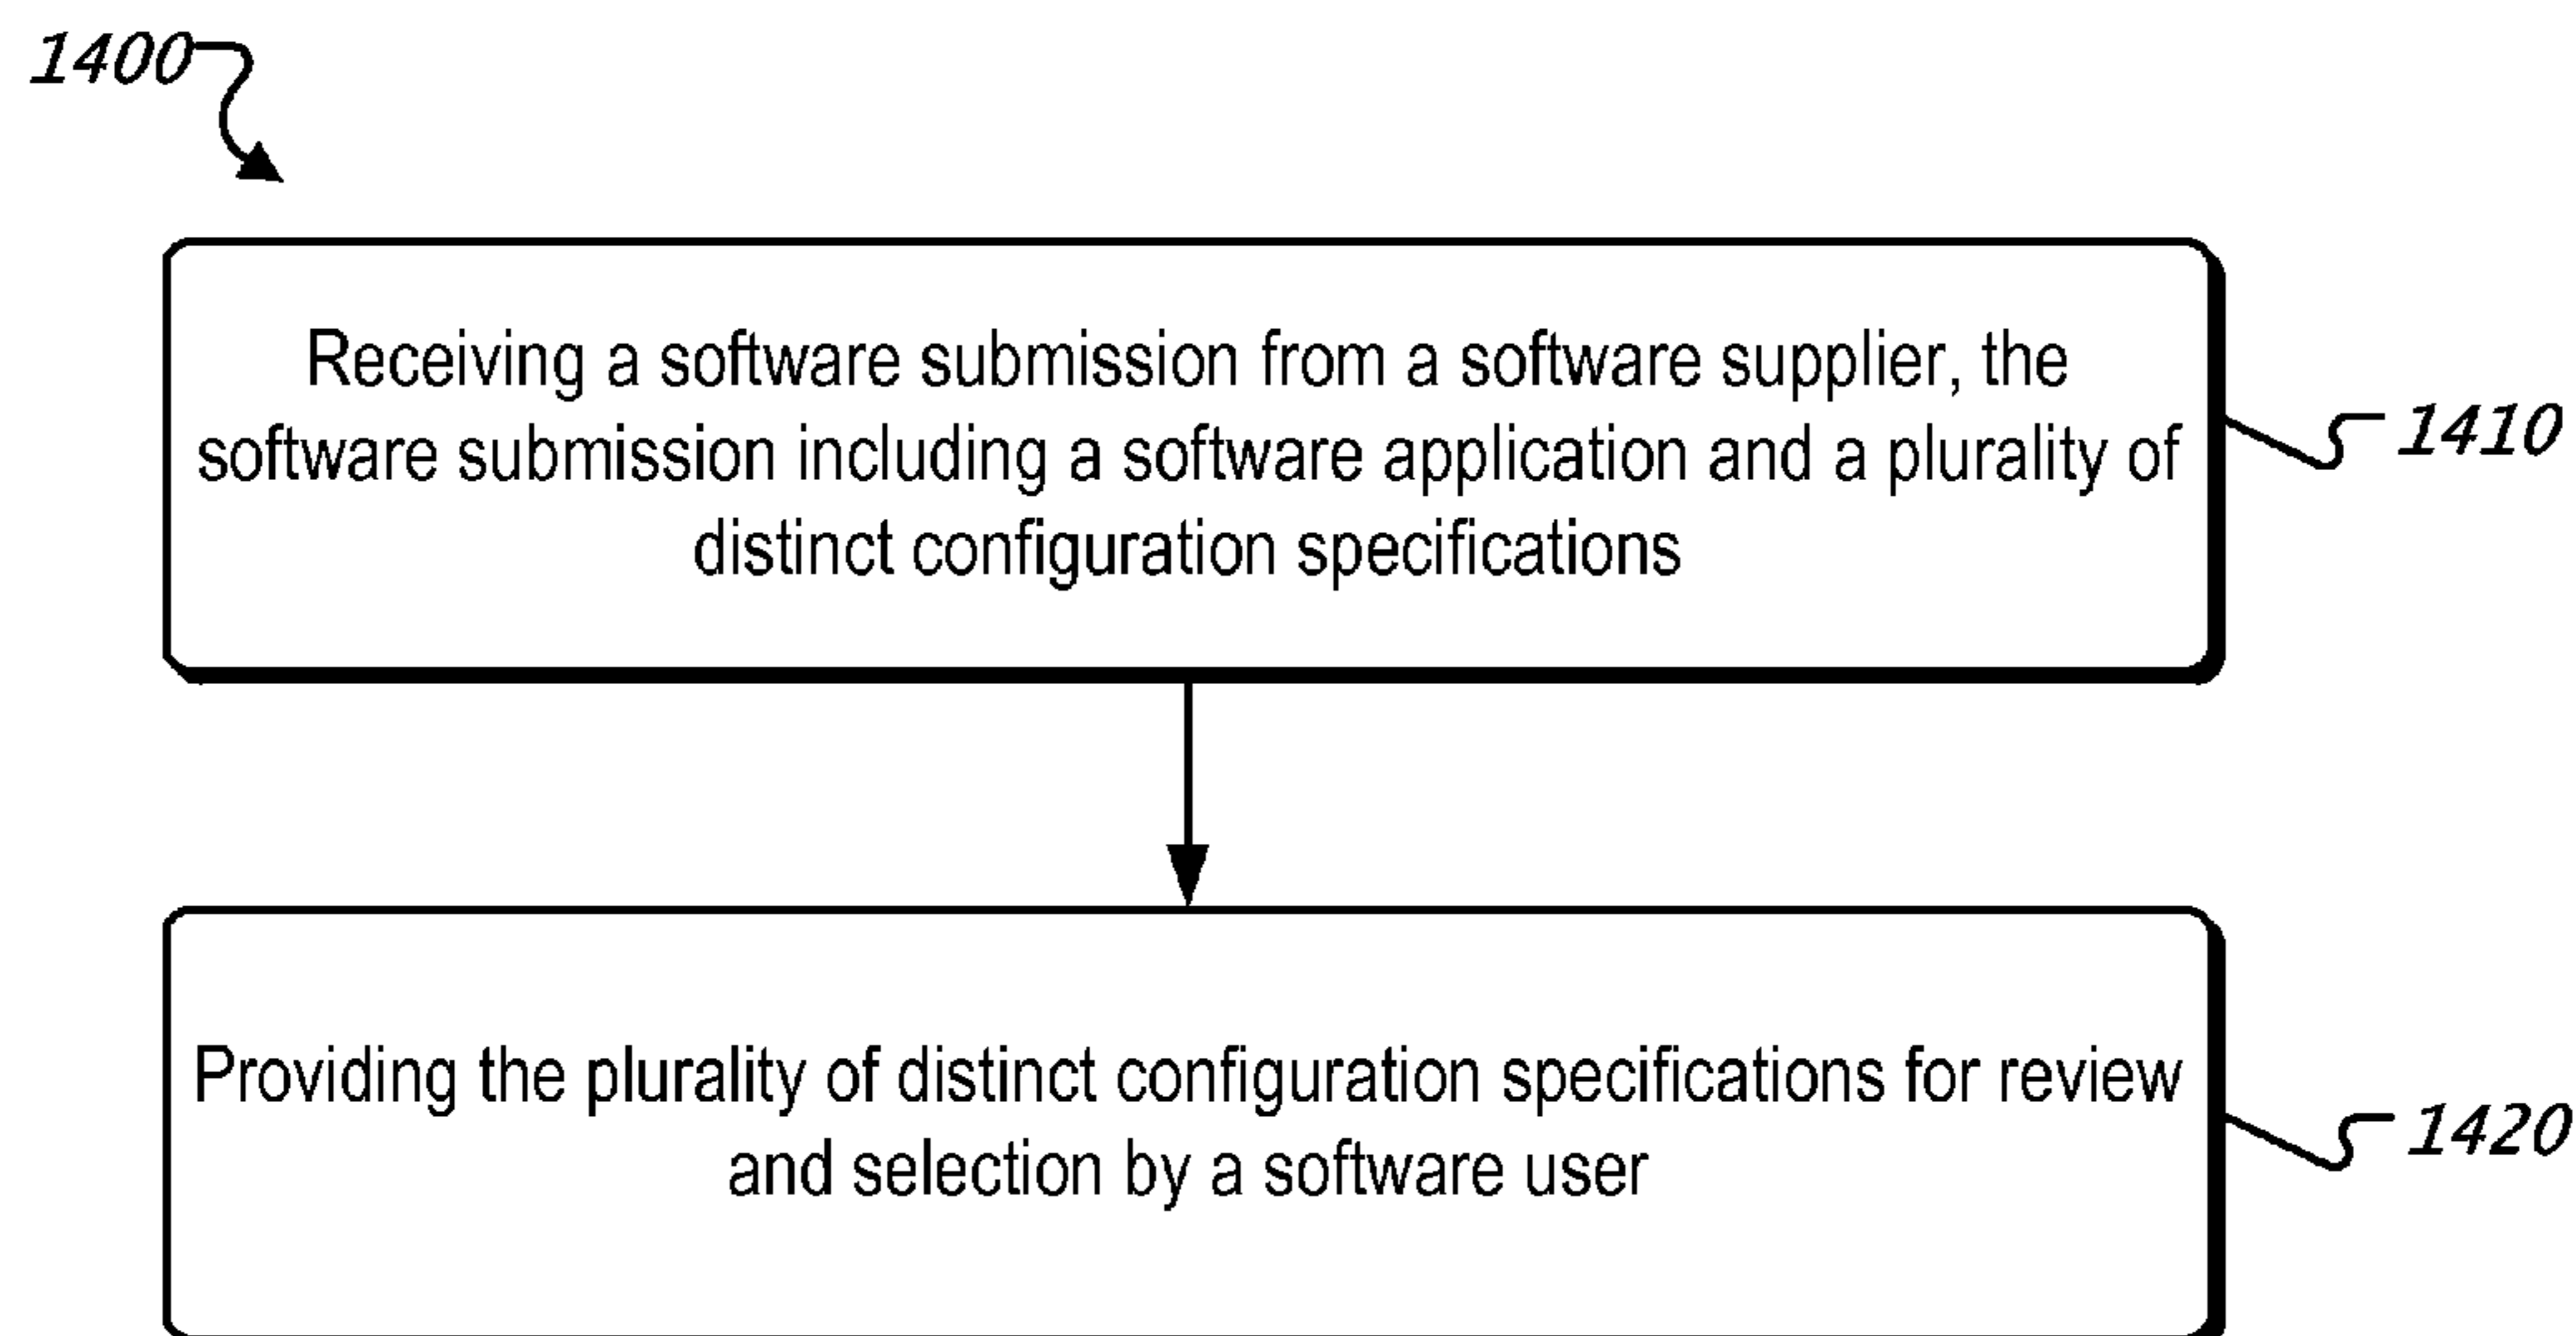 1400
Receiving a software submission from a software supplier, the
software submission including a software application and a plurality of
distinct configuration specifications
1410
Providing the plurality of distinct configuration specifications for review
and selection by a software user
1420